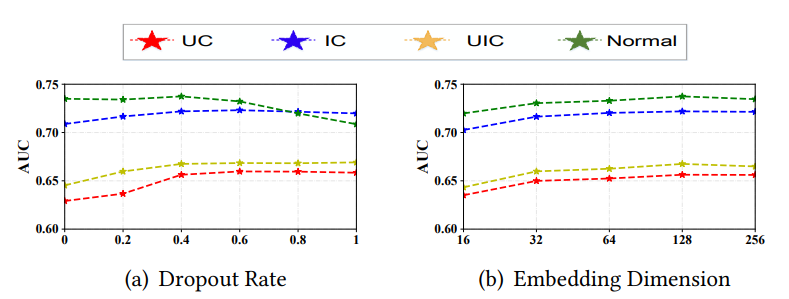 UC IC UIC Normal
0.75
0.70
0.65
0.60
AUC
0 0.2 0.4 0.6 0.8 1
(a) Dropout Rate
0.75
0.70
0.65
0.60
AUC
16 32 64 128 256
(b) Embedding Dimension